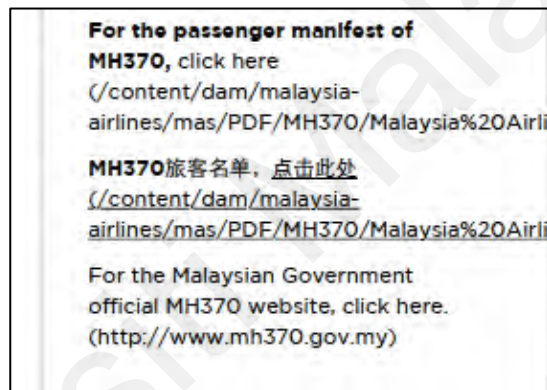 For the passenger manifest of
MH370, click here
(/content/dam/malaysia-
airlines/mas/PDF/MH370/Malaysia%20Airli
MH370旅客名单，点击此处
(/content/dam/malaysia-
airlines/mas/PDF/MH370/Malaysia%20Airli
For the Malaysian Government
official MH370 website, click here.
(http://www.mh370.gov.my)